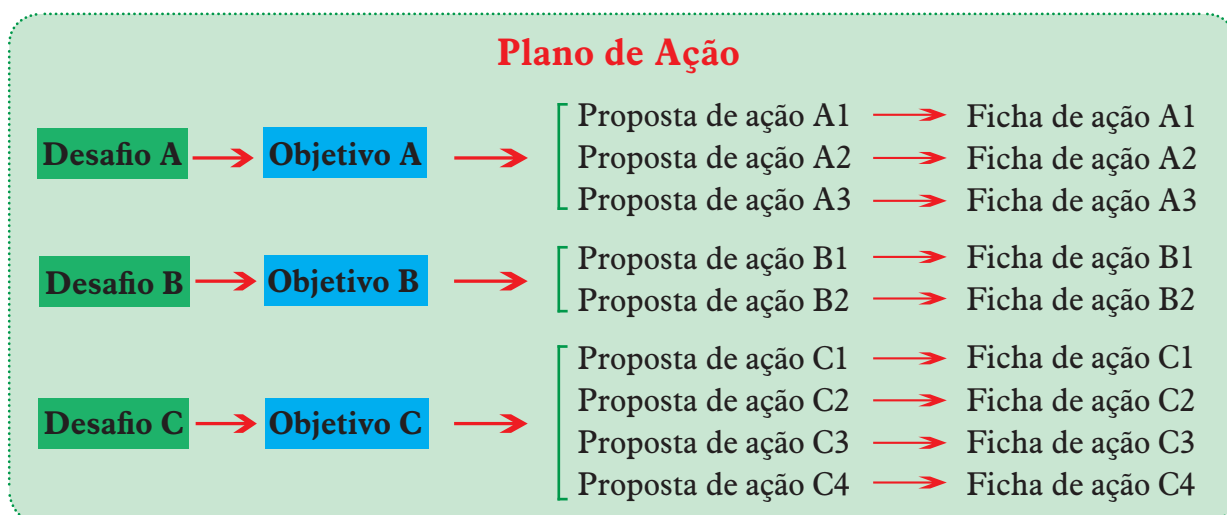 Plano de Ação
Desafio A
Objetivo A
Proposta de ação A1
Ficha de ação A1
Proposta de ação A2
Ficha de ação A2
Proposta de ação A3
Ficha de ação A3
Desafio B
Objetivo B
Proposta de ação B1
Ficha de ação B1
Proposta de ação B2
Ficha de ação B2
Desafio C
Objetivo C
Proposta de ação C1
Ficha de ação C1
Proposta de ação C2
Ficha de ação C2
Proposta de ação C3
Ficha de ação C3
Proposta de ação C4
Ficha de ação C4